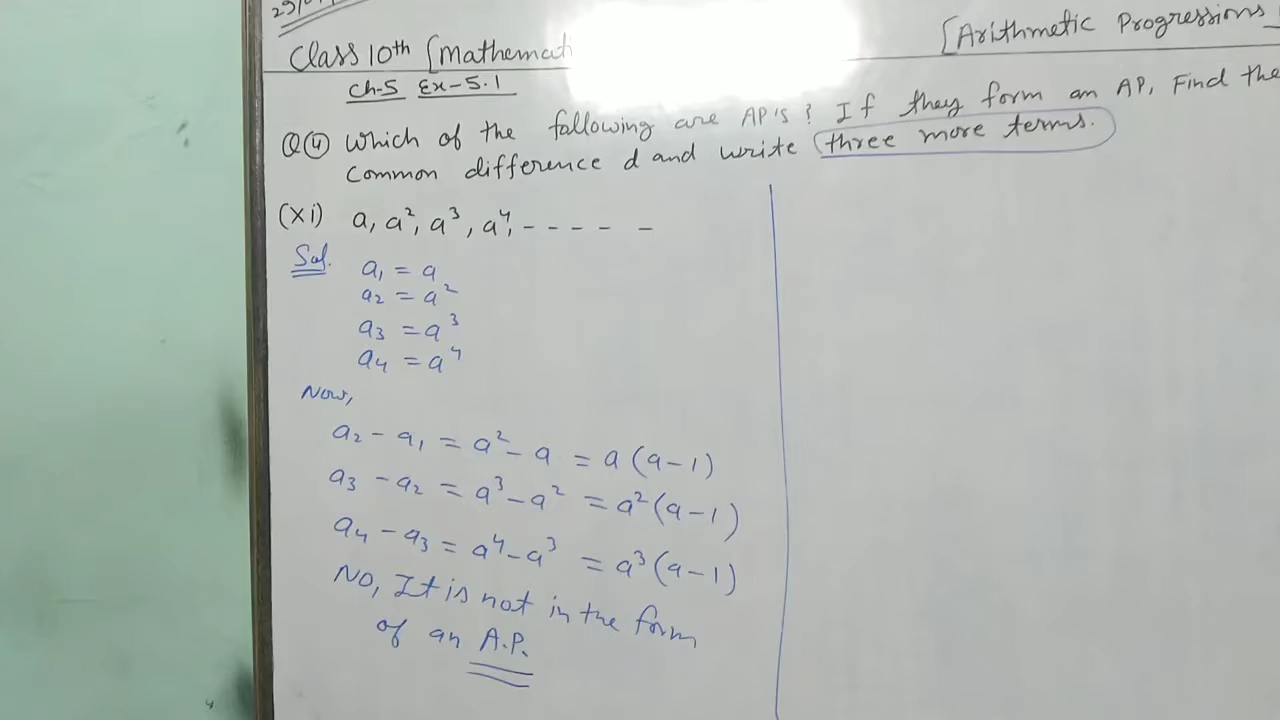 Class 10th [Mathemati
[Arithmetic Progressions
Ch-5 Ex-5.1
Q④ Which of the following are AP's? If they form an AP, Find the
Common difference d and write three more terms.
(xi) a, a², a³, a⁴, - - - - -
Sol.
a₁ = a
a₂ = a²
a₃ = a³
a₄ = a⁴
Now,
a₂ - a₁ = a² - a = a(a-1)
a₃ - a₂ = a³ - a² = a²(a-1)
a₄ - a₃ = a⁴ - a³ = a³(a-1)
No, It is not in the form
of an A.P.